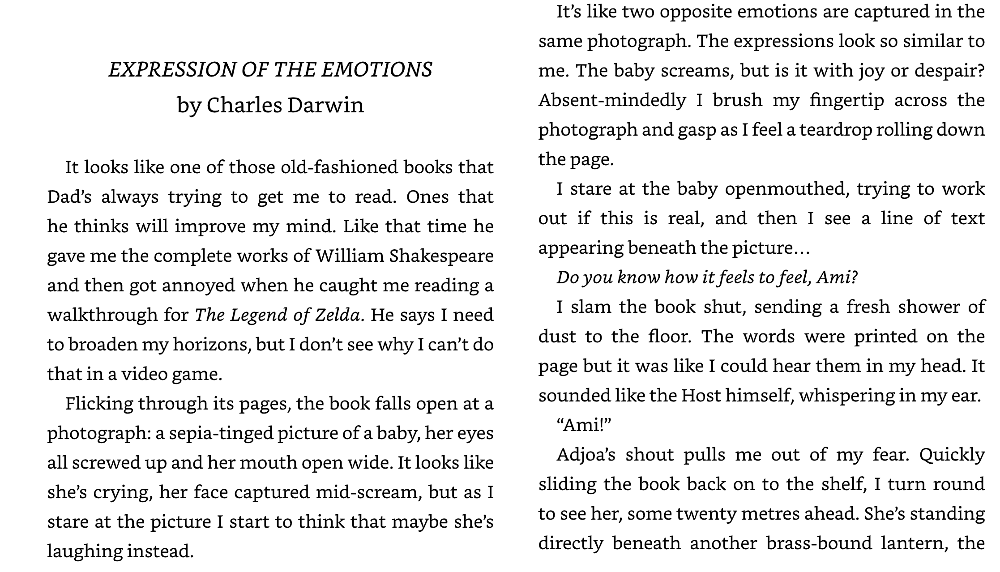 EXPRESSION OF THE EMOTIONS
by Charles Darwin
It looks like one of those old-fashioned books that
Dad’s always trying to get me to read. Ones that
he thinks will improve my mind. Like that time he
gave me the complete works of William Shakespeare
and then got annoyed when he caught me reading a
walkthrough for The Legend of Zelda. He says I need
to broaden my horizons, but I don’t see why I can’t do
that in a video game.
Flicking through its pages, the book falls open at a
photograph: a sepia-tinged picture of a baby, her eyes
all screwed up and her mouth open wide. It looks like
she’s crying, her face captured mid-scream, but as I
stare at the picture I start to think that maybe she’s
laughing instead.
It’s like two opposite emotions are captured in the
same photograph. The expressions look so similar to
me. The baby screams, but is it with joy or despair?
Absent-mindedly I brush my fingertip across the
photograph and gasp as I feel a teardrop rolling down
the page.
I stare at the baby openmouthed, trying to work
out if this is real, and then I see a line of text
appearing beneath the picture…
Do you know how it feels to feel, Ami?
I slam the book shut, sending a fresh shower of
dust to the floor. The words were printed on the
page but it was like I could hear them in my head. It
sounded like the Host himself, whispering in my ear.
“Ami!”
Adjoa’s shout pulls me out of my fear. Quickly
sliding the book back on to the shelf, I turn round
to see her, some twenty metres ahead. She’s standing
directly beneath another brass-bound lantern, the